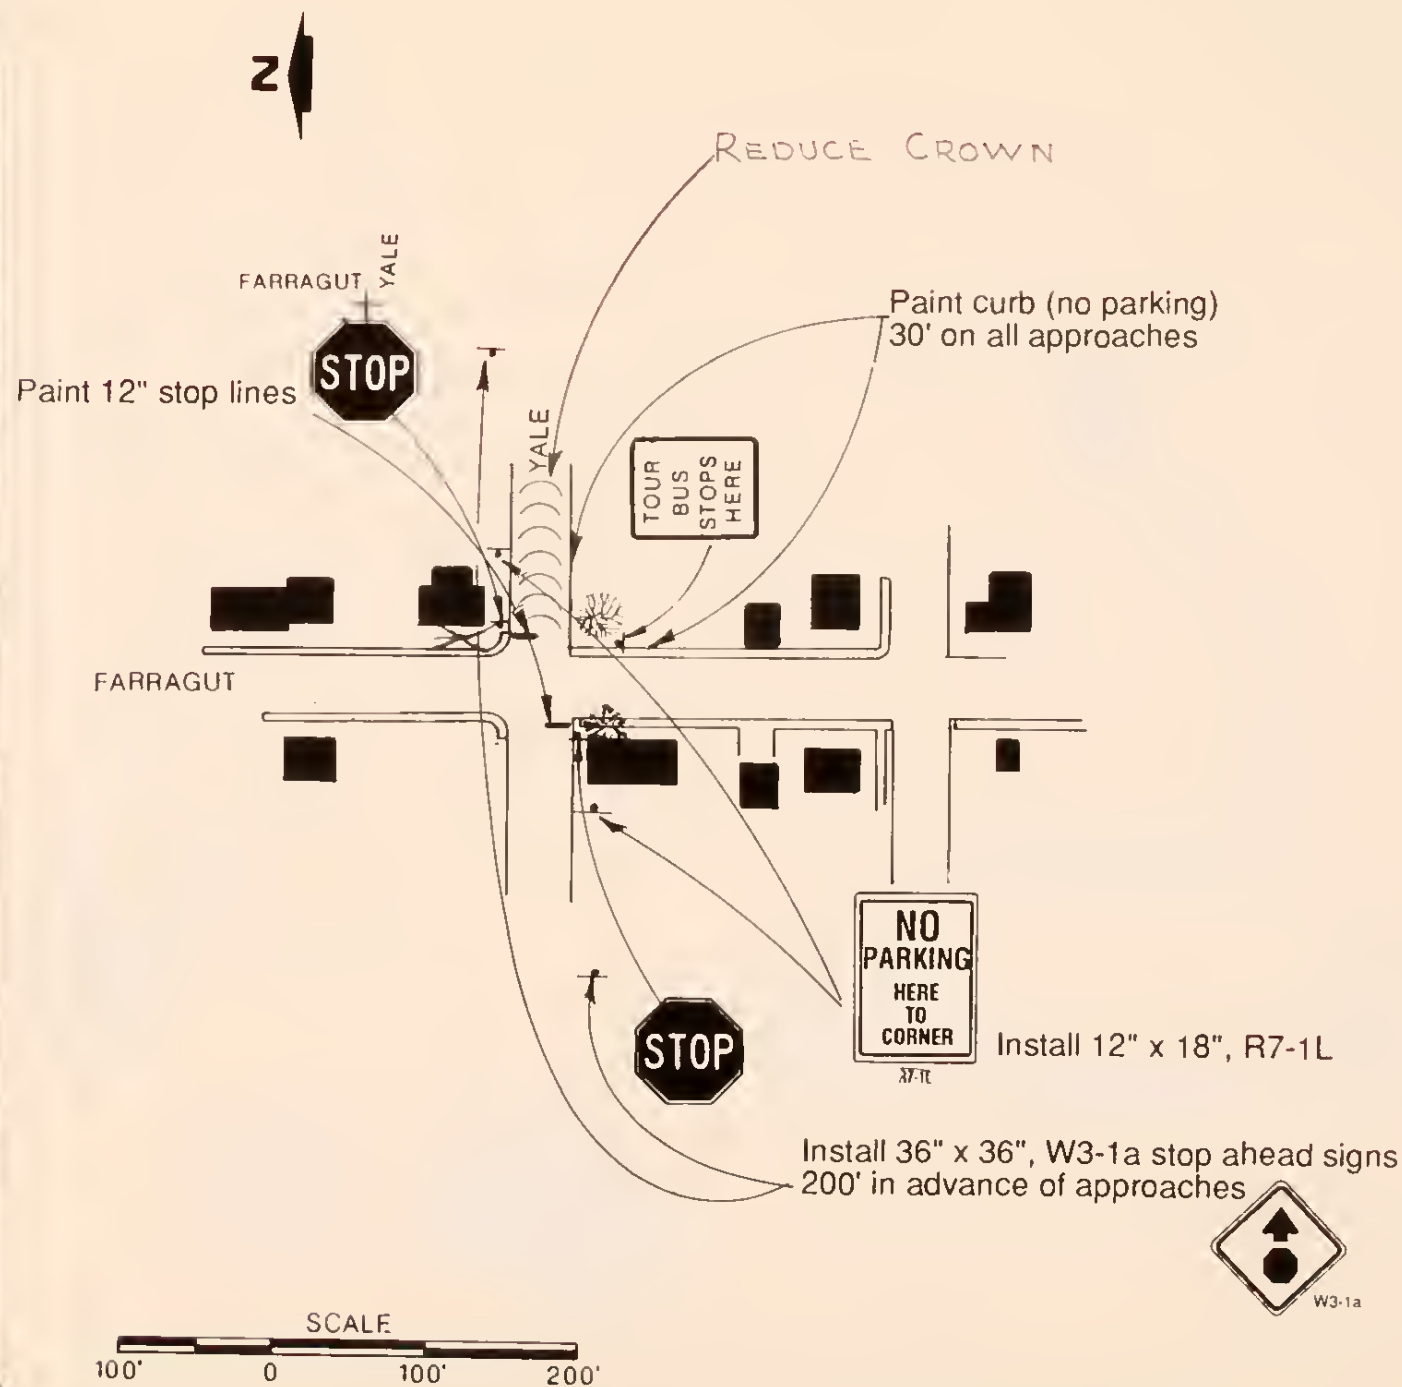 N
REDUCE CROWN
FARRAGUT
YALE
STOP
Paint 12" stop lines
Paint curb (no parking)
30' on all approaches
YALE
TOUR
BUS
STOPS
HERE
FARRAGUT
NO
PARKING
HERE
TO
CORNER
Install 12" x 18", R7-1L
STOP
Install 36" x 36", W3-1a stop ahead signs
200' in advance of approaches
W3-1a
SCALE
100' 0 100' 200'